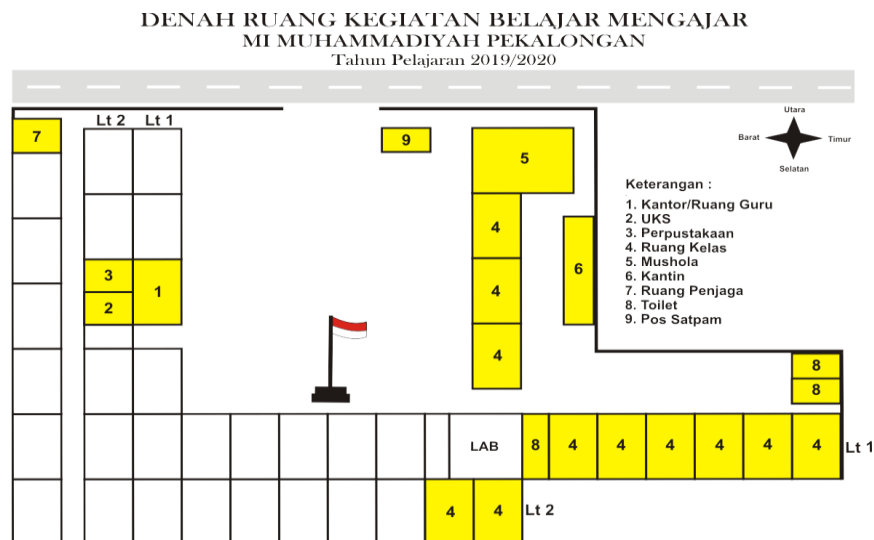 DENAH RUANG KEGIATAN BELAJAR MENGAJAR
MI MUHAMMADIYAH PEKALONGAN
Tahun Pelajaran 2019/2020
Utara
Barat
Timur
Selatan
Lt 2
Lt 1
7
9
5
4
6
3
1
4
2
4
Keterangan :
1. Kantor/Ruang Guru
2. UKS
3. Perpustakaan
4. Ruang Kelas
5. Mushola
6. Kantin
7. Ruang Penjaga
8. Toilet
9. Pos Satpam
8
8
LAB
8
4
4
4
4
4
4
Lt 1
4
4
Lt 2